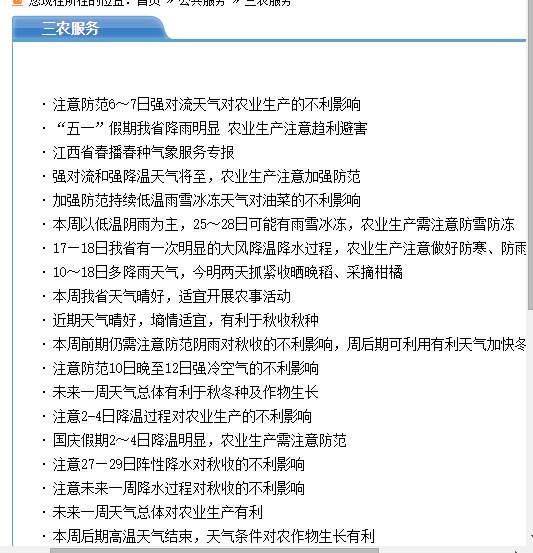 您现在所在的位置：首页 » 公共服务 » 三农服务
三农服务
· 注意防范6～7日强对流天气对农业生产的不利影响
· “五一”假期我省降雨明显 农业生产注意趋利避害
· 江西省春播春种气象服务专报
· 强对流和强降温天气将至，农业生产注意加强防范
· 加强防范持续低温雨雪冰冻天气对油菜的不利影响
· 本周以低温阴雨为主，25～28日可能有雨雪冰冻，农业生产需注意防雪防冻
· 17—18日我省有一次明显的大风降温降水过程，农业生产注意做好防寒、防雨
· 10～18日多降雨天气，今明两天抓紧收晒晚稻、采摘柑橘
· 本周我省天气晴好，适宜开展农事活动
· 近期天气晴好，墒情适宜，有利于秋收秋种
· 本周前期仍需注意防范阴雨对秋收的不利影响，周后期可利用有利天气加快冬
· 注意防范10日晚至12日强冷空气的不利影响
· 未来一周天气总体有利于秋冬种及作物生长
· 注意2-4日降温过程对农业生产的不利影响
· 国庆假期2～4日降温明显，农业生产需注意防范
· 注意27—29日阵性降水对秋收的不利影响
· 注意未来一周降水过程对秋收的不利影响
· 未来一周天气总体对农业生产有利
· 本周后期高温天气结束，天气条件对农作物生长有利